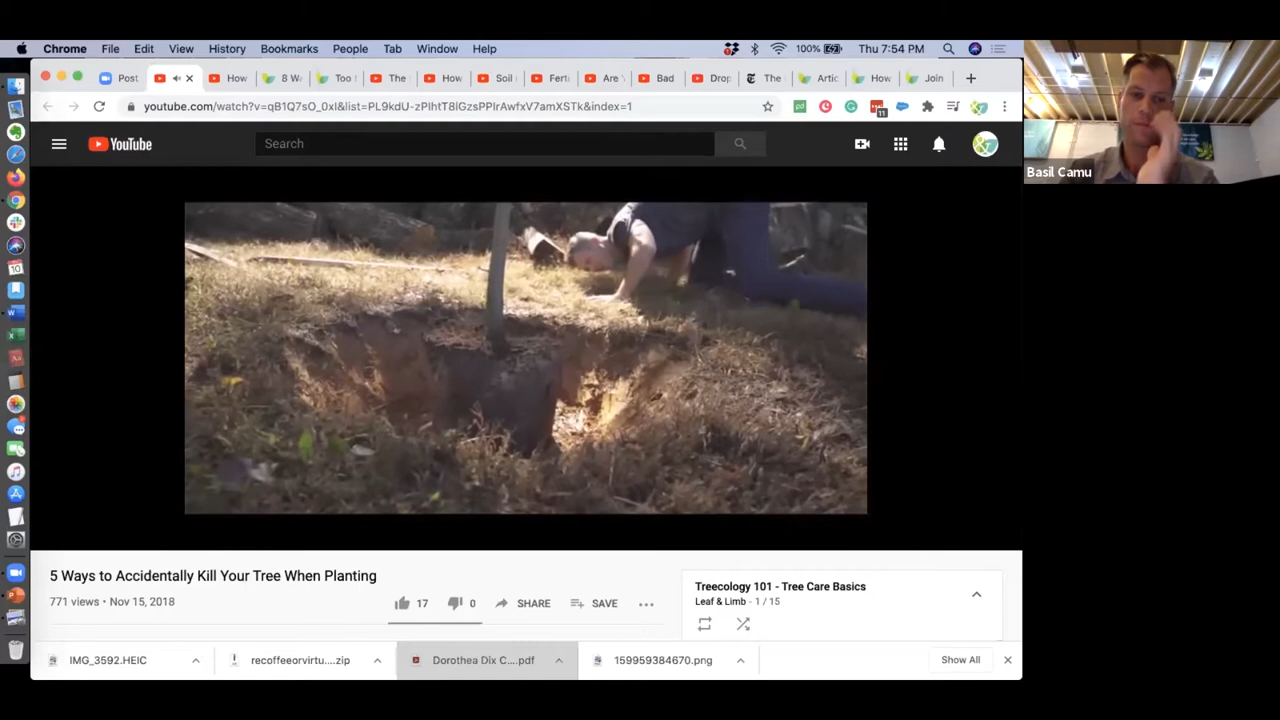 Chrome File Edit View History Bookmarks People Tab Window Help 100% Thu 7:54 PM
Post How 8 W Too The How Soil Fert Are Bad Drop The Artic How Join
youtube.com/watch?v=qB1Q7sO_0xI&list=PL9kdU-zPIhtT8lGzsPPIrAwfxV7amXSTk&index=1
11
YouTube
Search
Basil Camu
5 Ways to Accidentally Kill Your Tree When Planting
771 views • Nov 15, 2018
17 0 SHARE SAVE
Treecology 101 - Tree Care Basics
Leaf & Limb - 1 / 15
IMG_3592.HEIC recoffeeorvirtu....zip Dorothea Dix C....pdf 159959384670.png Show All